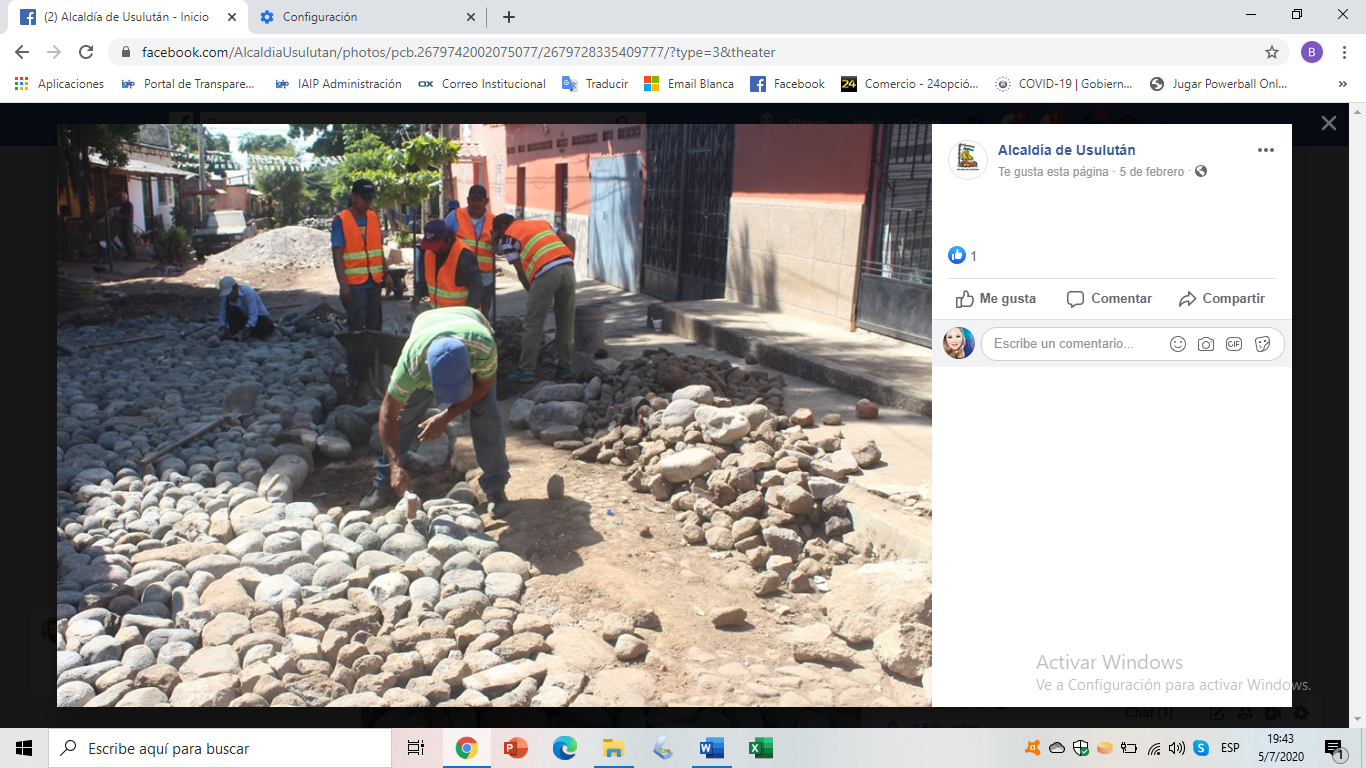 (2) Alcaldía de Usulután - Inicio
Configuración
facebook.com/AlcaldiaUsulutan/photos/pcb.2679742002075077/2679728335409777/?type=3&theater
B
Aplicaciones
Portal de Transpare...
IAIP Administración
Correo Institucional
Traducir
Email Blanca
Facebook
24
Comercio - 24opció...
COVID-19 | Gobiern...
Jugar Powerball Onl...
»
Alcaldía de Usulután
Te gusta esta página · 5 de febrero ·
1
Me gusta
Comentar
Compartir
Escribe un comentario...
GIF
Activar Windows
Ve a Configuración para activar Windows.
Chat (1)
Escribe aquí para buscar
ESP
19:43
5/7/2020
1